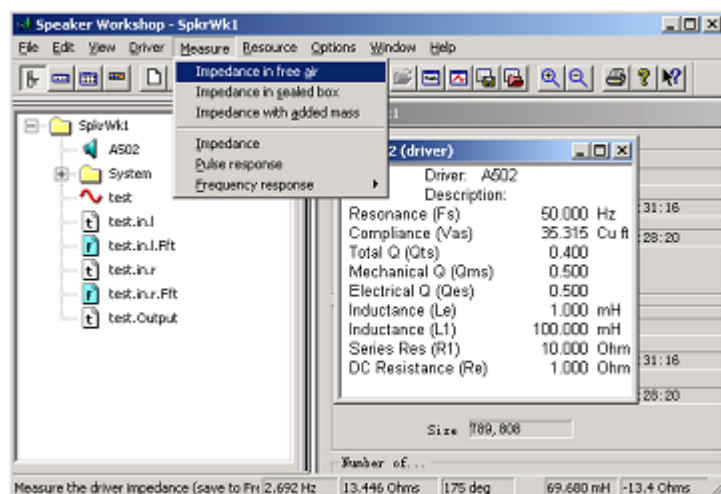 Speaker Workshop - SpkrWk1
File Edit View Driver Measure Resource Options Window Help
Impedance in free air
Impedance in sealed box
Impedance with added mass
Impedance
Pulse response
Frequency response
SpkrWk1
A502
System
test
test.in.l
test.in.l.Fft
test.in.r
test.in.r.Fft
test.Output
(driver)
Driver: A502
Description:
Resonance (Fs) 50.000 Hz
Compliance (Vas) 35.315 Cu ft
Total Q (Qts) 0.400
Mechanical Q (Qms) 0.500
Electrical Q (Qes) 0.500
Inductance (Le) 1.000 mH
Inductance (L1) 100.000 mH
Series Res (R1) 10.000 Ohm
DC Resistance (Re) 1.000 Ohm
:31:16
:28:20
:31:16
:28:20
Size 789,808
Number of...
Measure the driver impedance (save to Fre 2.692 Hz 13.446 Ohms 175 deg 69.680 mH -13.4 Ohms